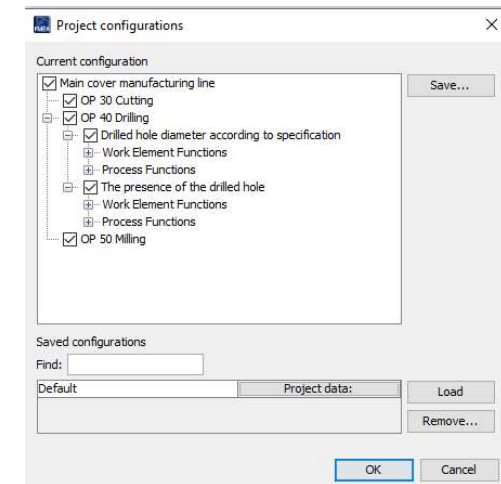 FMEA Project configurations
Current configuration
Main cover manufacturing line
Save...
OP 30 Cutting
OP 40 Drilling
Drilled hole diameter according to specification
Work Element Functions
Process Functions
The presence of the drilled hole
Work Element Functions
Process Functions
OP 50 Milling
Saved configurations
Find:
Default Project data: Load
Remove...
OK Cancel